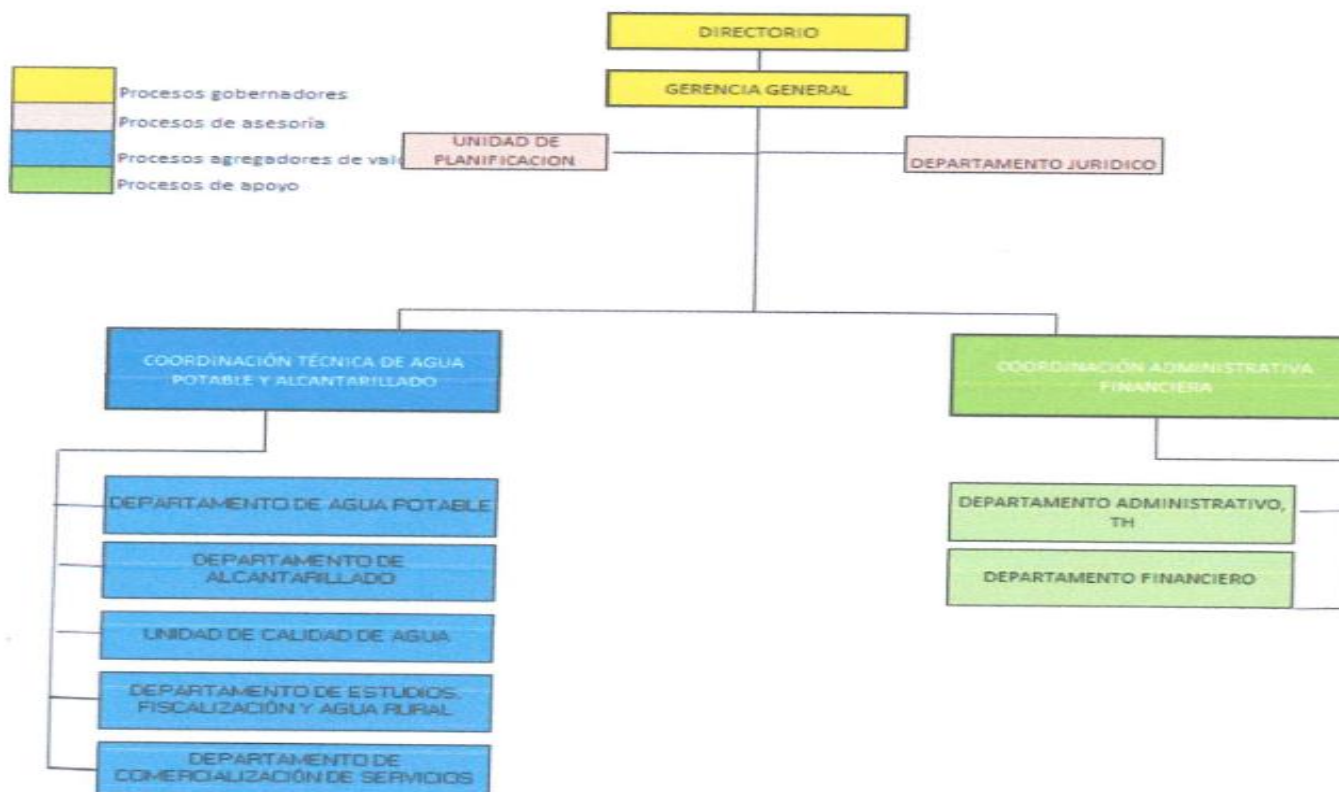 DIRECTORIO
GERENCIA GENERAL
Procesos gobernadores
Procesos de asesoría
Procesos agregadores de valo
Procesos de apoyo
UNIDAD DE
PLANIFICACION
DEPARTAMENTO JURIDICO
COORDINACIÓN TÉCNICA DE AGUA
POTABLE Y ALCANTARILLADO
COORDINACIÓN ADMINISTRATIVA
FINANCIERA
DEPARTAMENTO DE AGUA POTABLE
DEPARTAMENTO DE
ALCANTARILLADO
UNIDAD DE CALIDAD DE AGUA
DEPARTAMENTO DE ESTUDIOS,
FISCALIZACIÓN Y AGUA RURAL
DEPARTAMENTO DE
COMERCIALIZACIÓN DE SERVICIOS
DEPARTAMENTO ADMINISTRATIVO,
TH
DEPARTAMENTO FINANCIERO